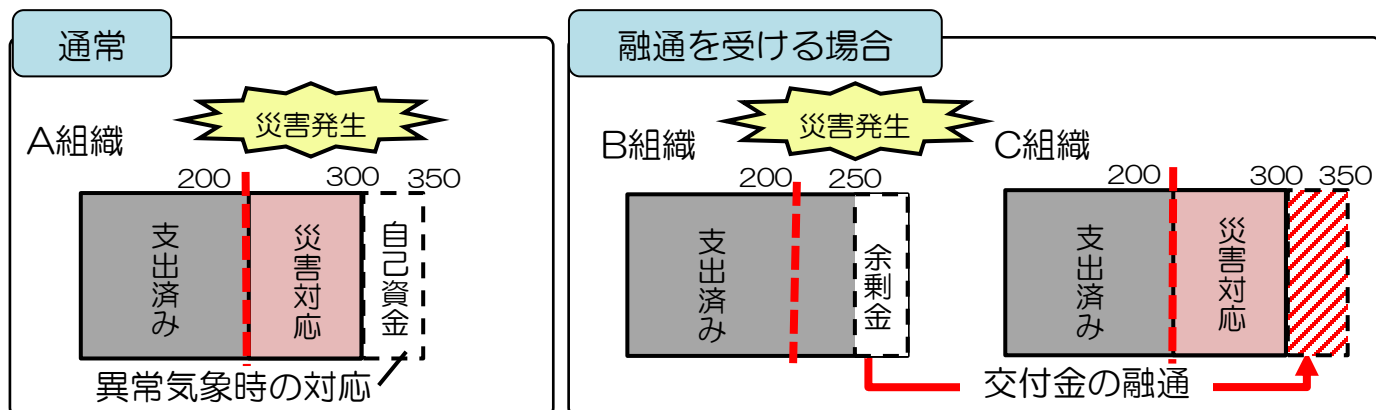 通常
災害発生
A組織
200
300
350
支出済み
災害対応
自己資金
異常気象時の対応
融通を受ける場合
災害発生
B組織
200
250
支出済み
余剰金
C組織
200
300
350
支出済み
災害対応
交付金の融通